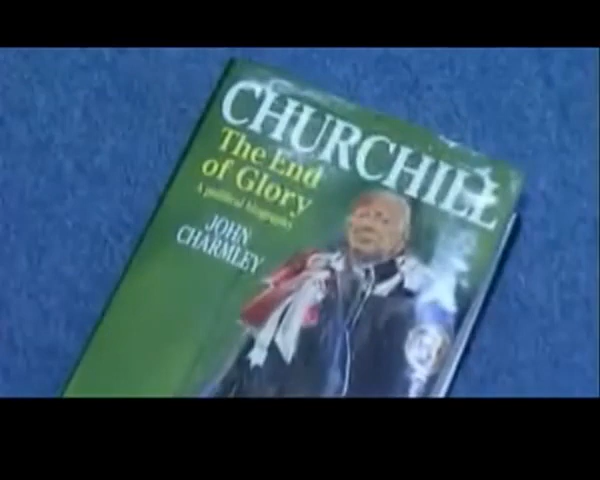 CHURCHILL
The End
of Glory
A political biography
JOHN
CHARMLEY